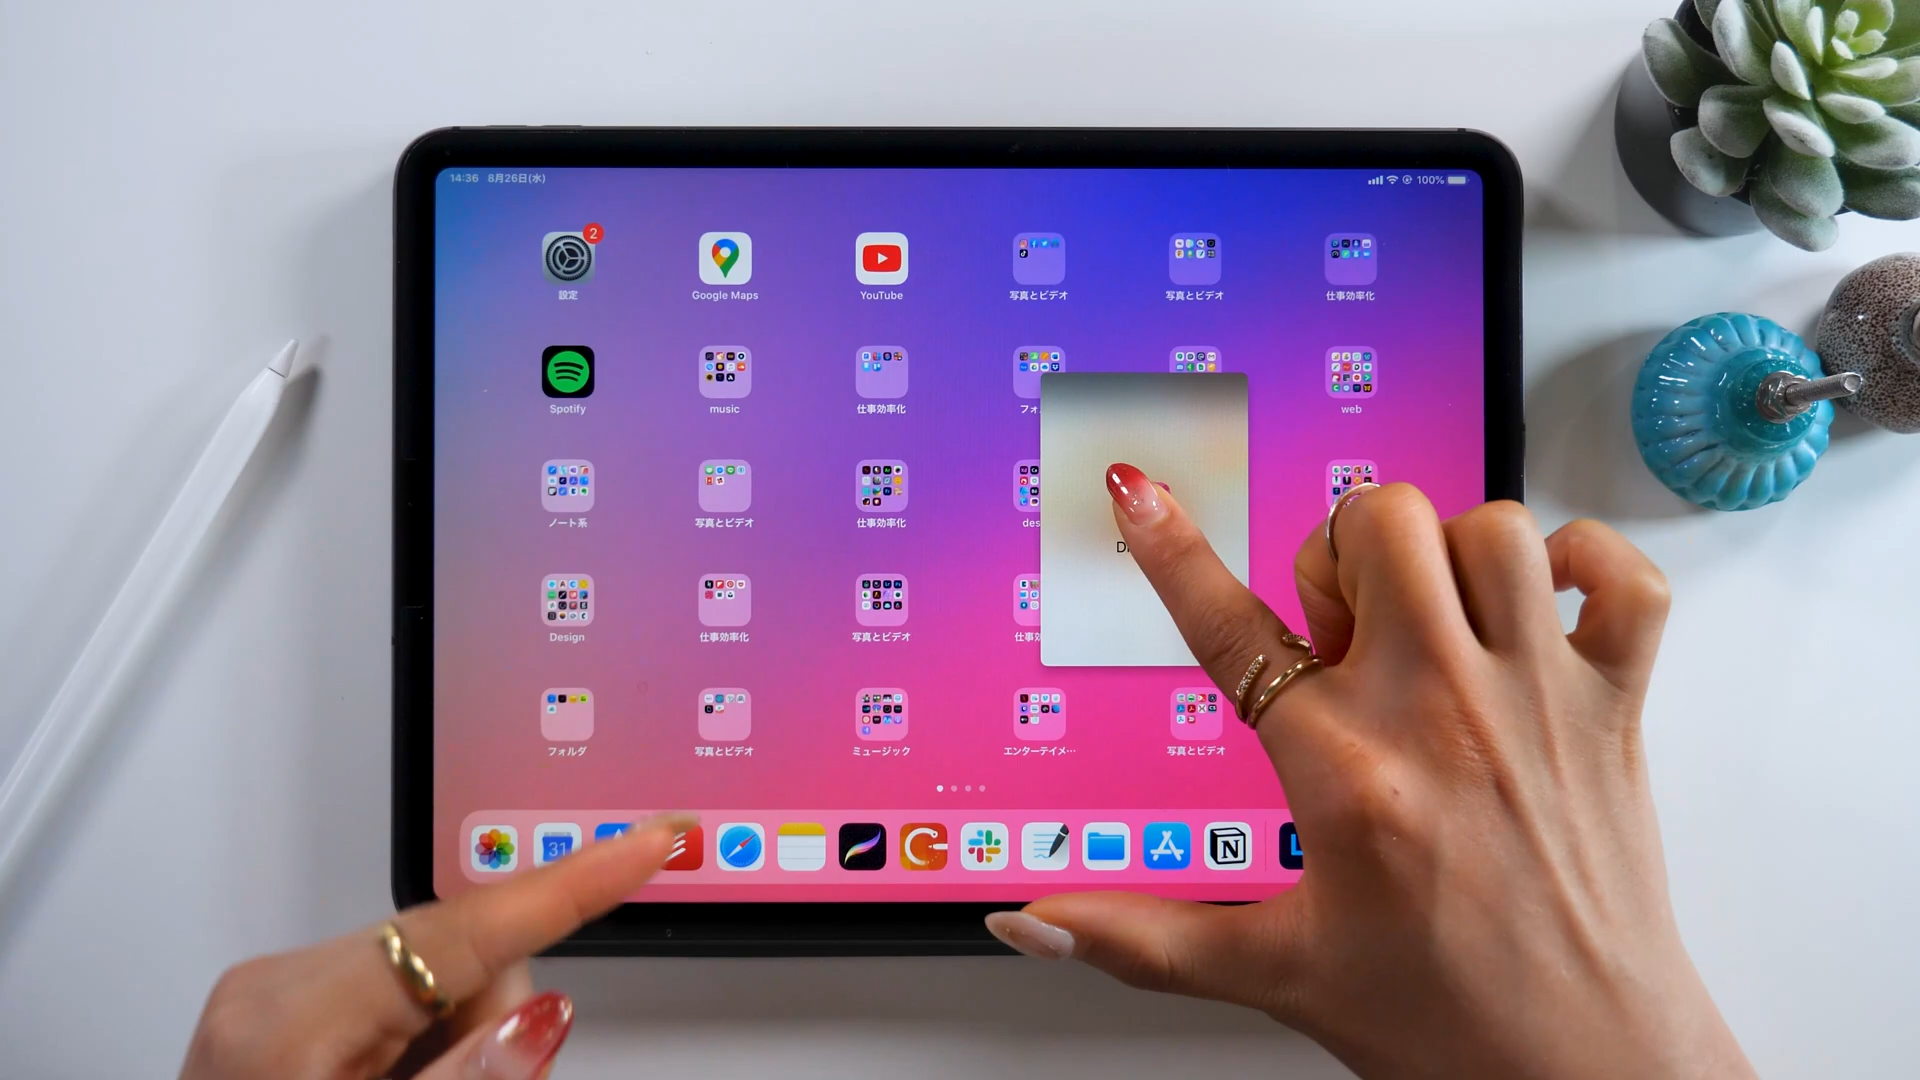 14:36 8月26日(水)
100%
2
設定
Google Maps
YouTube
写真とビデオ
写真とビデオ
仕事効率化
Spotify
music
仕事効率化
フォ
web
ノート系
写真とビデオ
仕事効率化
des
Design
仕事効率化
写真とビデオ
仕事
フォルダ
写真とビデオ
ミュージック
エンターテイメ…
写真とビデオ
31
N
L